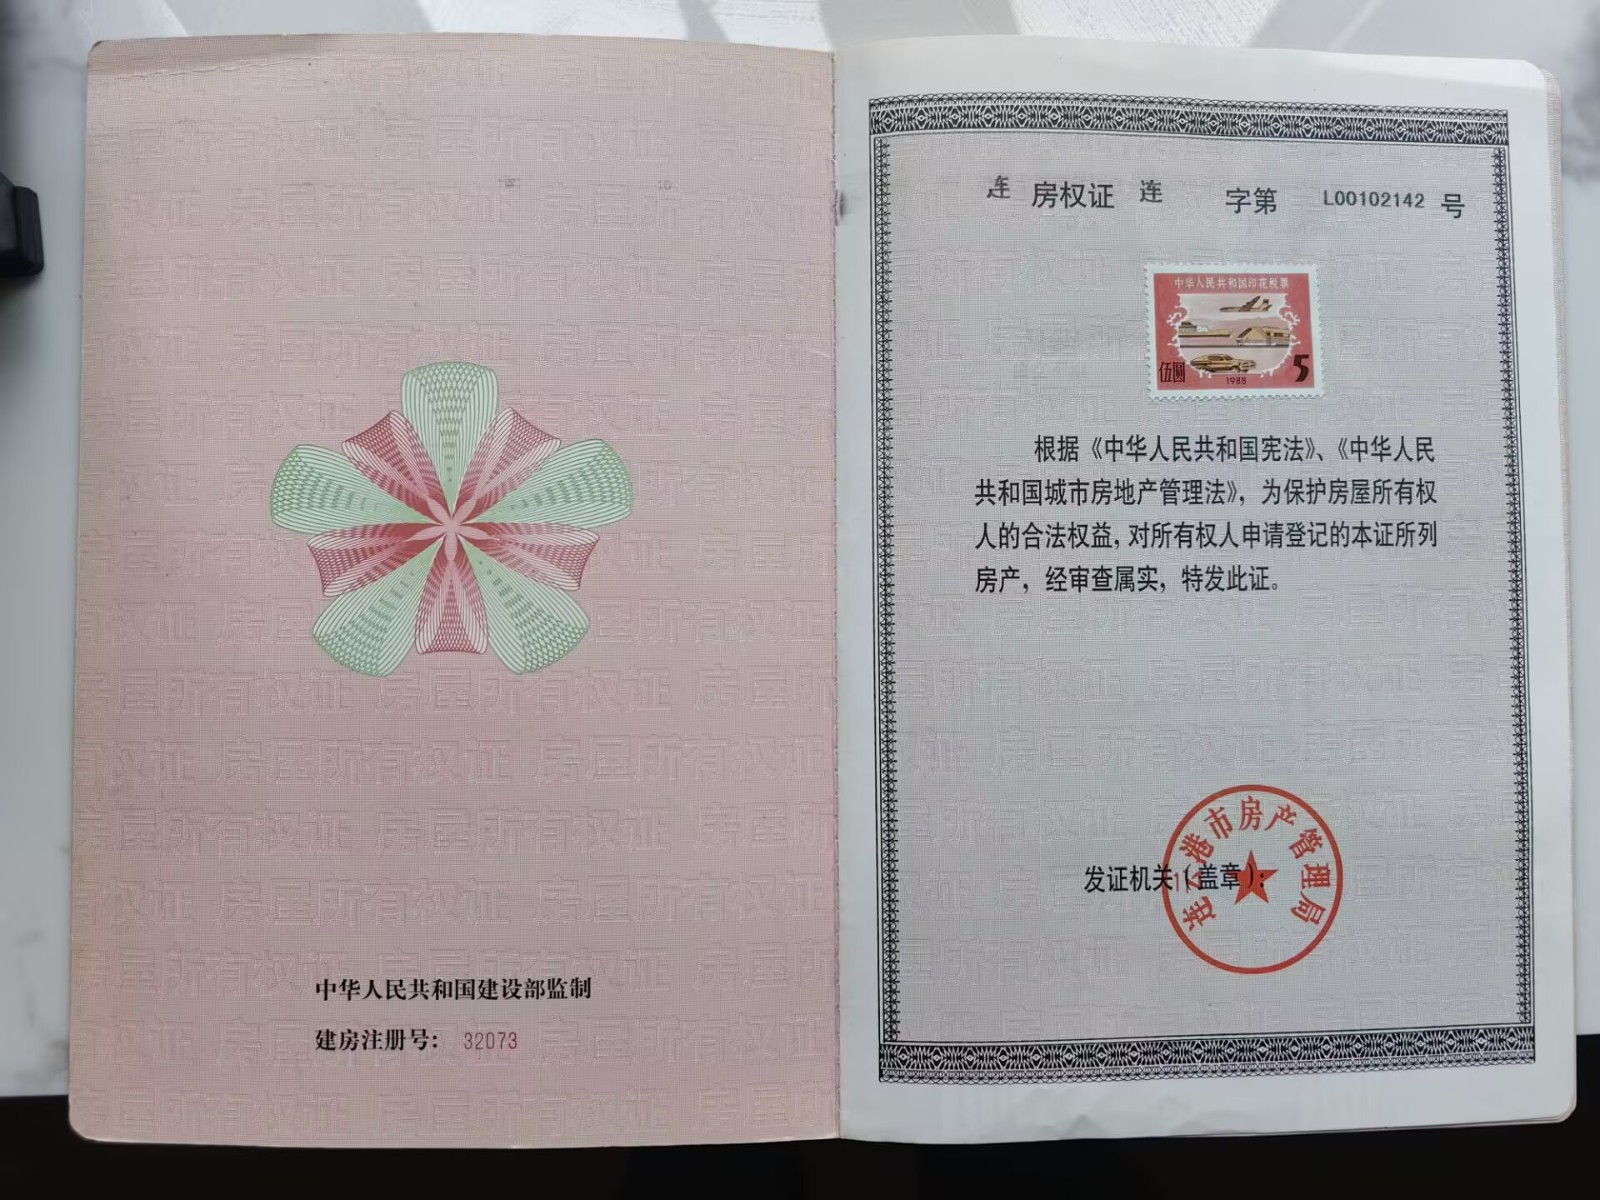 中华人民共和国建设部监制
建房注册号： 32073
连 房权证 连 字第 L00102142 号
中华人民共和国印花税票
伍圆 1988 5
根据《中华人民共和国宪法》、《中华人民
共和国城市房地产管理法》，为保护房屋所有权
人的合法权益，对所有权人申请登记的本证所列
房产，经审查属实，特发此证。
发证机关（盖章）：
连云港市房产管理局
房屋所有权证